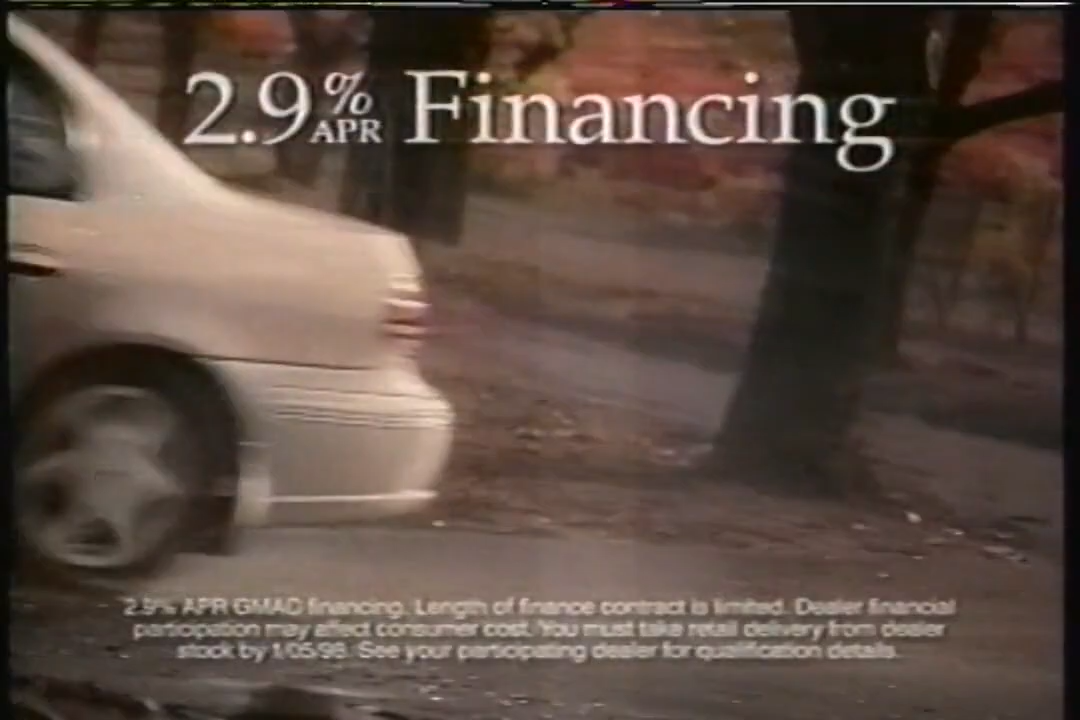 2.9% APR Financing
2.9% APR GMAC financing. Length of finance contract is limited. Dealer financial
participation may affect consumer cost. You must take retail delivery from dealer
stock by 1/05/98. See your participating dealer for qualification details.